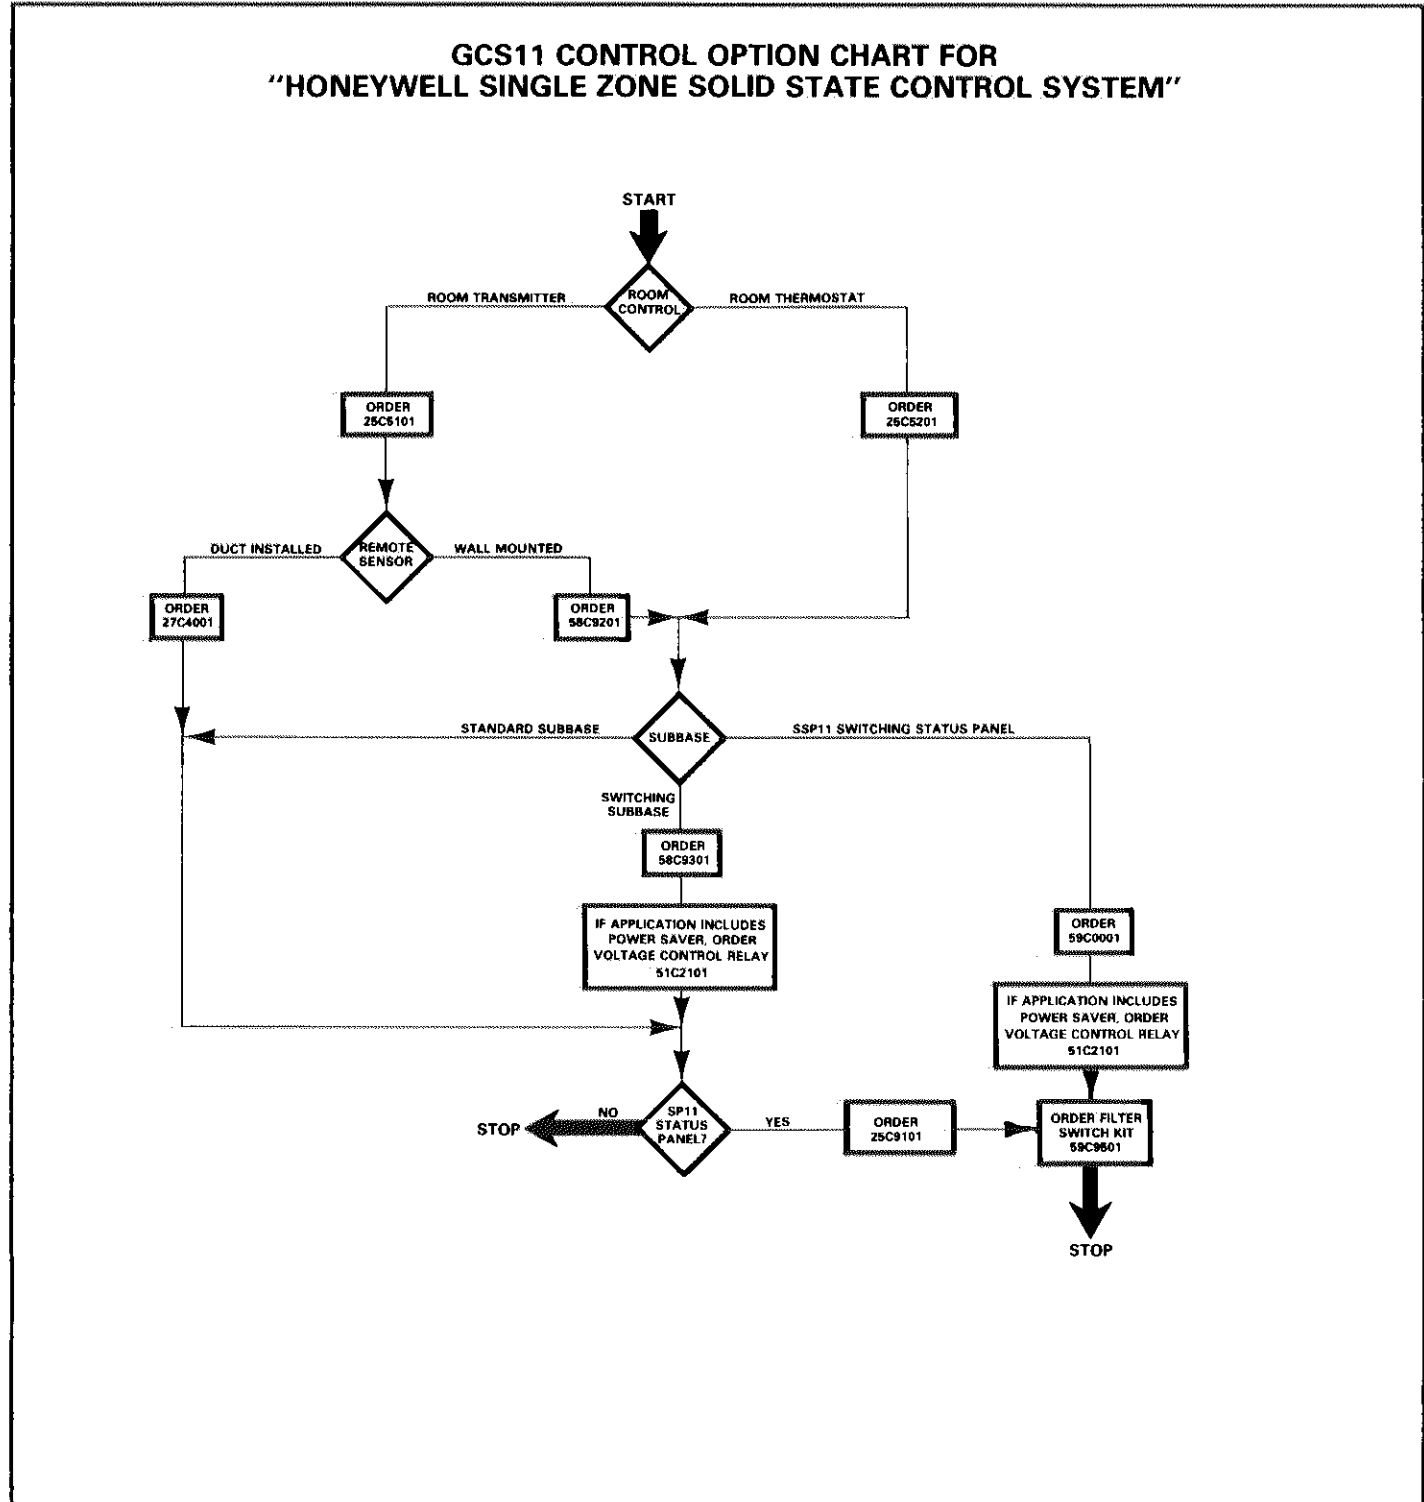 GCS11 CONTROL OPTION CHART FOR
"HONEYWELL SINGLE ZONE SOLID STATE CONTROL SYSTEM"
START
ROOM TRANSMITTER
ROOM
CONTROL
ROOM THERMOSTAT
ORDER
25C5101
ORDER
25C5201
DUCT INSTALLED
REMOTE
SENSOR
WALL MOUNTED
ORDER
27C4001
ORDER
58C9201
STANDARD SUBBASE
SUBBASE
SSP11 SWITCHING STATUS PANEL
SWITCHING
SUBBASE
ORDER
58C9301
IF APPLICATION INCLUDES
POWER SAVER, ORDER
VOLTAGE CONTROL RELAY
51C2101
ORDER
59C0001
IF APPLICATION INCLUDES
POWER SAVER, ORDER
VOLTAGE CONTROL RELAY
51C2101
STOP
NO
SP11
STATUS
PANEL?
YES
ORDER
25C9101
ORDER FILTER
SWITCH KIT
59C9501
STOP